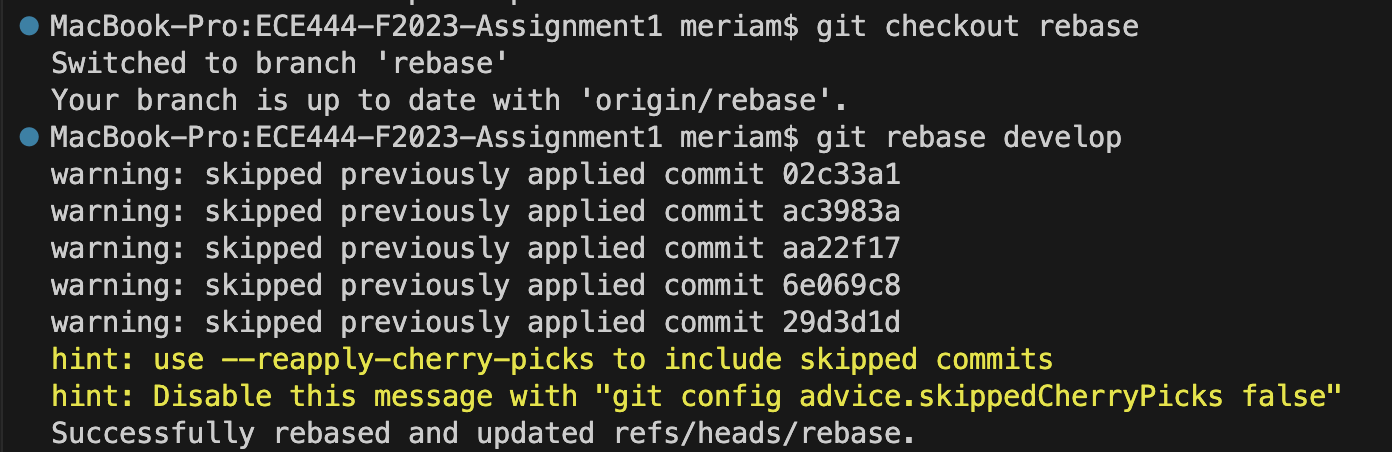 MacBook-Pro:ECE444-F2023-Assignment1 meriam$ git checkout rebase
Switched to branch 'rebase'
Your branch is up to date with 'origin/rebase'.
MacBook-Pro:ECE444-F2023-Assignment1 meriam$ git rebase develop
warning: skipped previously applied commit 02c33a1
warning: skipped previously applied commit ac3983a
warning: skipped previously applied commit aa22f17
warning: skipped previously applied commit 6e069c8
warning: skipped previously applied commit 29d3d1d
hint: use --reapply-cherry-picks to include skipped commits
hint: Disable this message with "git config advice.skippedCherryPicks false"
Successfully rebased and updated refs/heads/rebase.